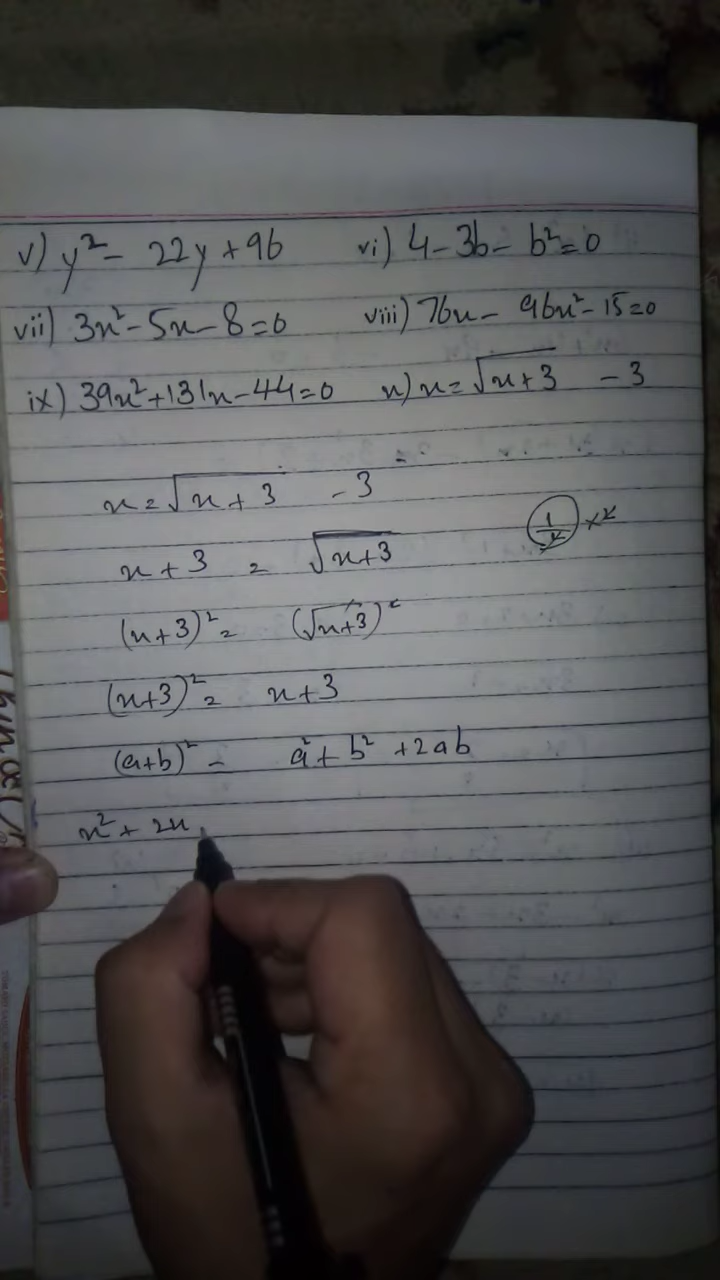 v) y² - 22y + 96 vi) 4 - 3b - b² = 0
vii) 3x² - 5x - 8 = 0 viii) 76x - 96x² - 15 = 0
ix) 39x² + 131x - 44 = 0 x) x = √(x+3) - 3
x = √(x+3) - 3
x + 3 = √(x+3)
(x+3)² = (√(x+3))²
(x+3)² = x+3
(a+b)² = a² + b² + 2ab
x² + 2x